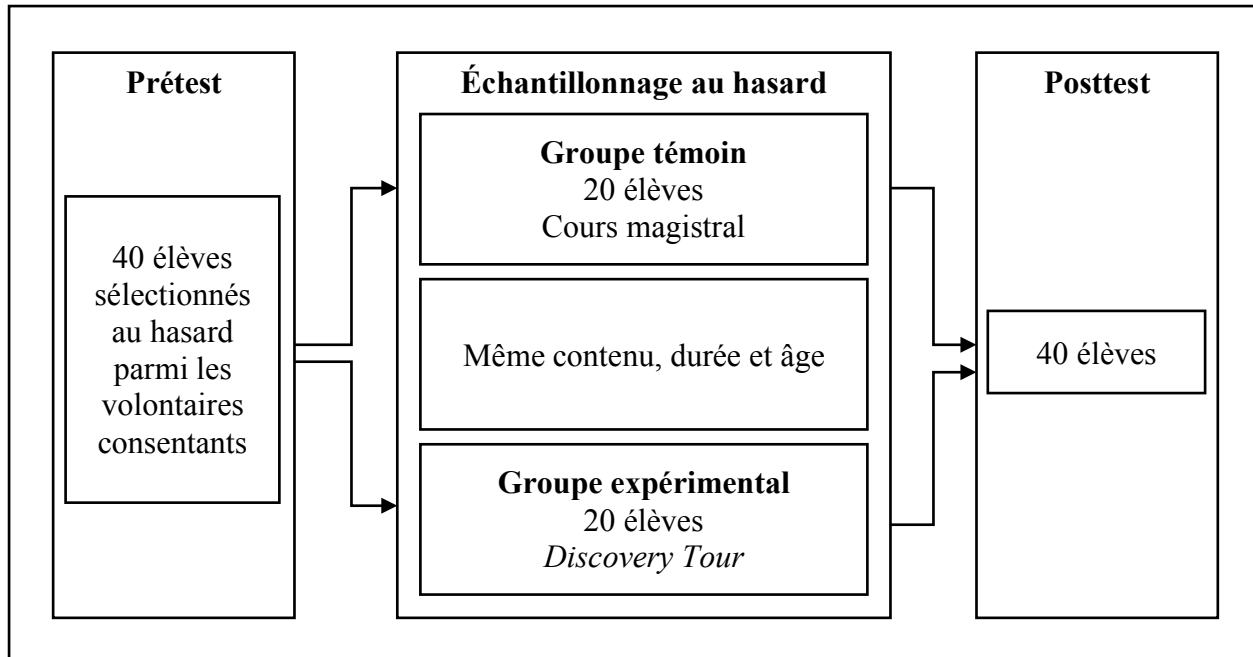 Prétest
40 élèves
sélectionnés
au hasard
parmi les
volontaires
consentants
Échantillonnage au hasard
Groupe témoin
20 élèves
Cours magistral
Même contenu, durée et âge
Groupe expérimental
20 élèves
Discovery Tour
Posttest
40 élèves